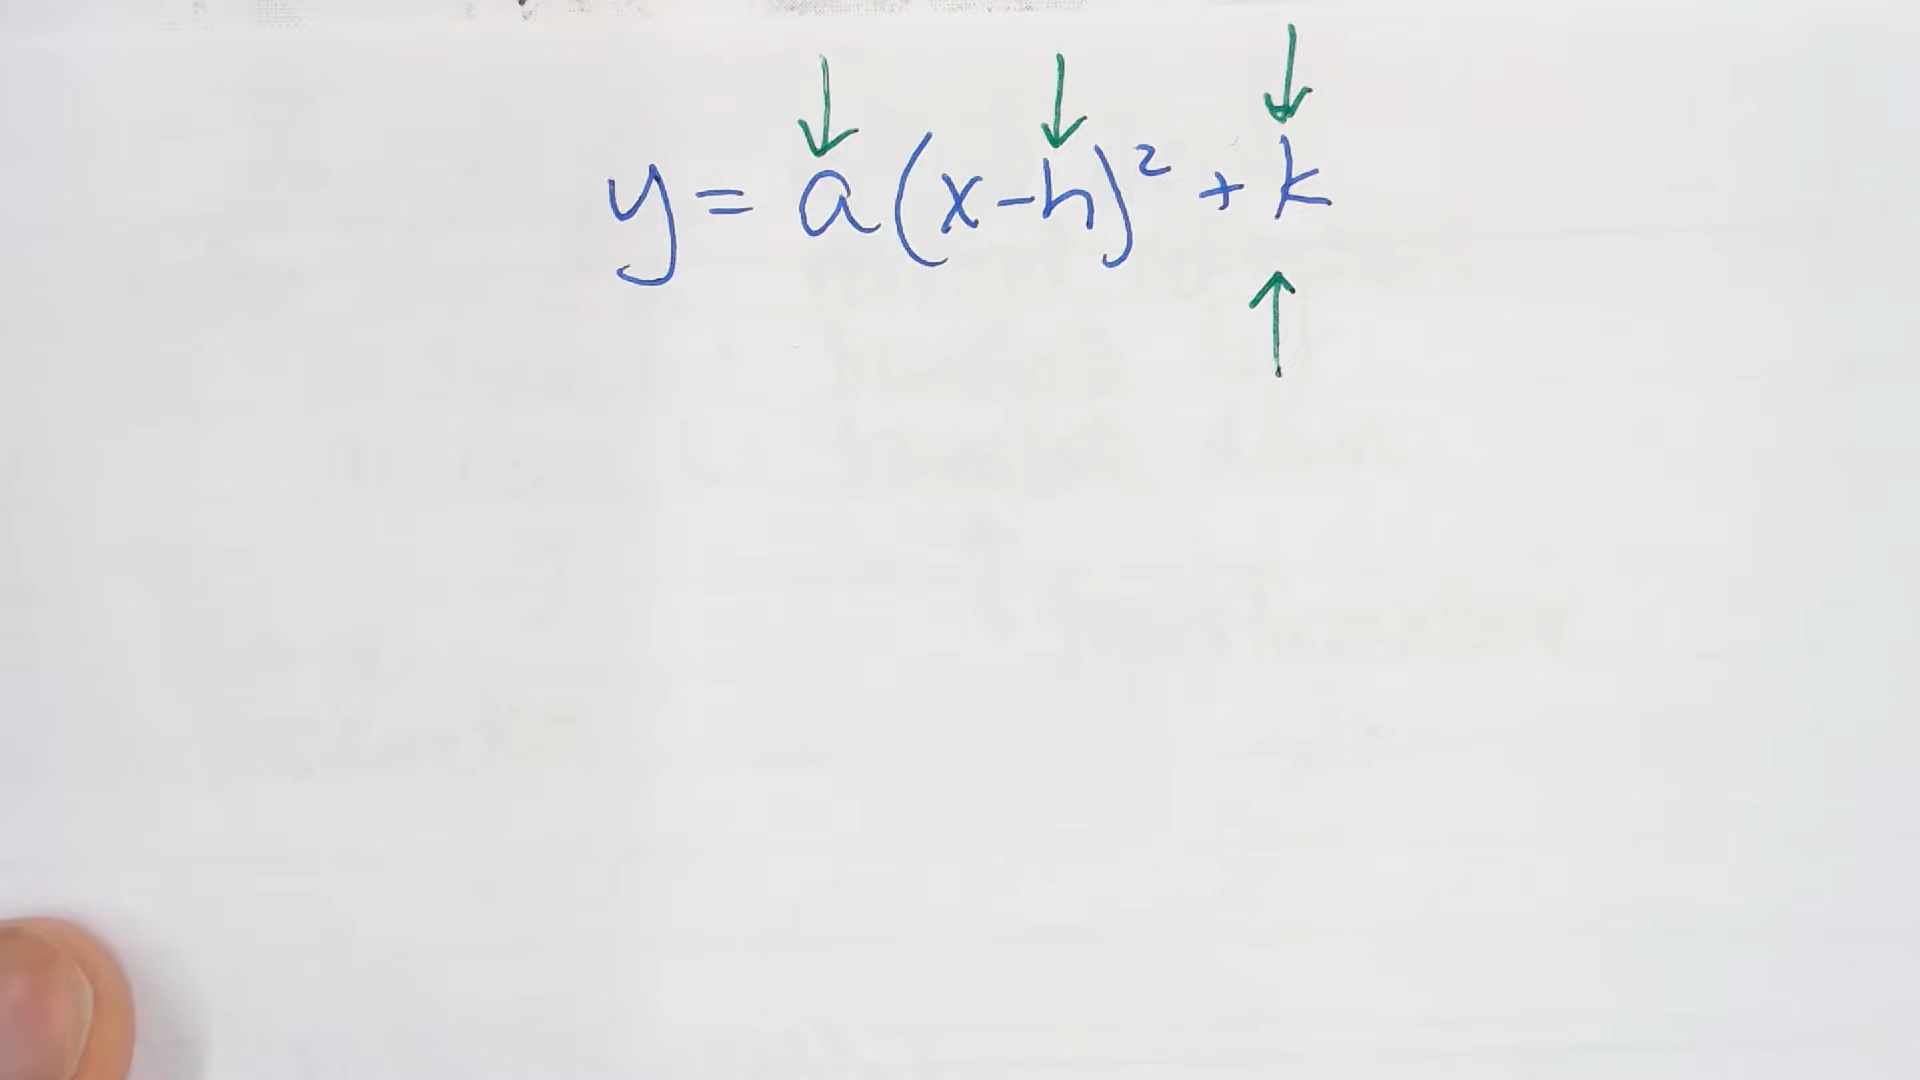 y = a(x-h)² + k